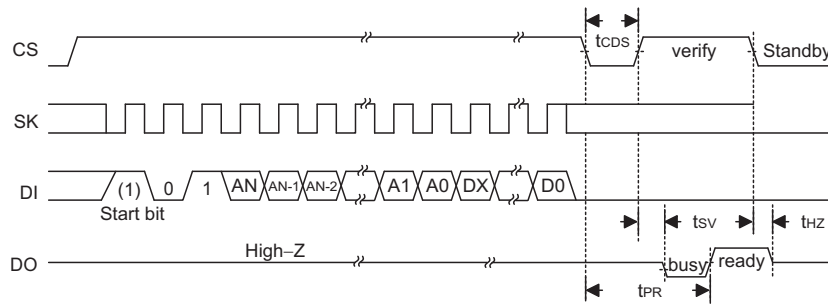 CS tCDS verify Standby
SK
DI (1) 0 1 AN AN-1 AN-2 A1 A0 DX D0
Start bit
tSV tHZ
DO High–Z busy ready
tPR